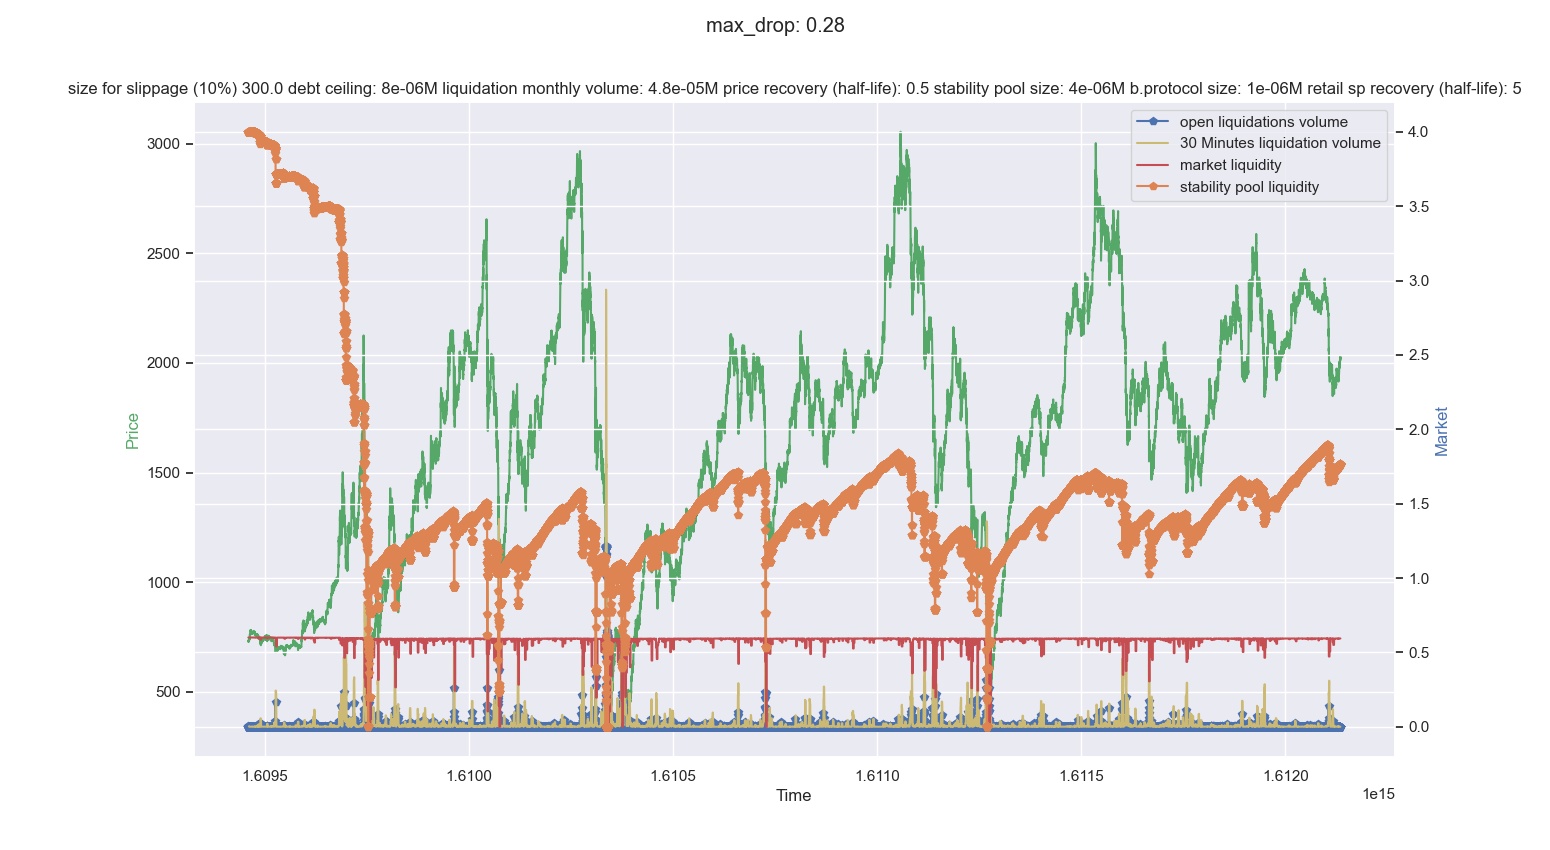 max_drop: 0.28
size for slippage (10%) 300.0 debt ceiling: 8e-06M liquidation monthly volume: 4.8e-05M price recovery (half-life): 0.5 stability pool size: 4e-06M b.protocol size: 1e-06M retail sp recovery (half-life): 5
open liquidations volume
30 Minutes liquidation volume
market liquidity
stability pool liquidity
3000
2500
2000
1500
1000
500
Price
4.0
3.5
3.0
2.5
2.0
1.5
1.0
0.5
0.0
Market
1.6095 1.6100 1.6105 1.6110 1.6115 1.6120
Time
1e15